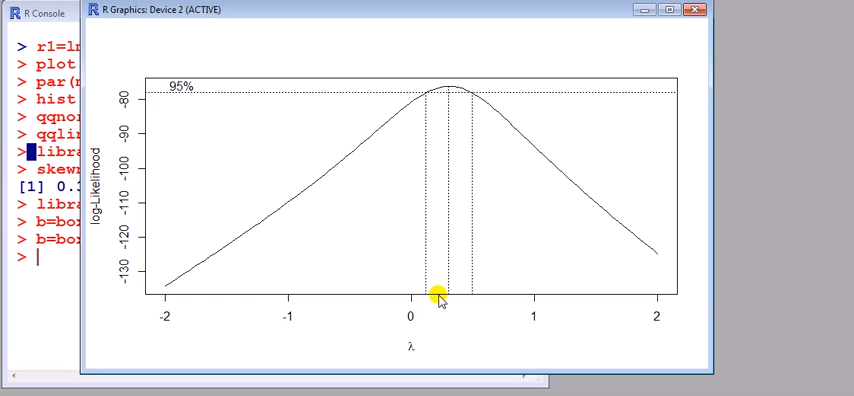 R Console
R Graphics: Device 2 (ACTIVE)
> r1=l
> plot
> par(
> hist
> qqno
> qqli
> libra
> skew
[1] 0.3
> libra
> b=bo
> b=bo
>
95%
-80
-90
-100
-110
-120
-130
log-Likelihood
-2 -1 0 1 2
λ